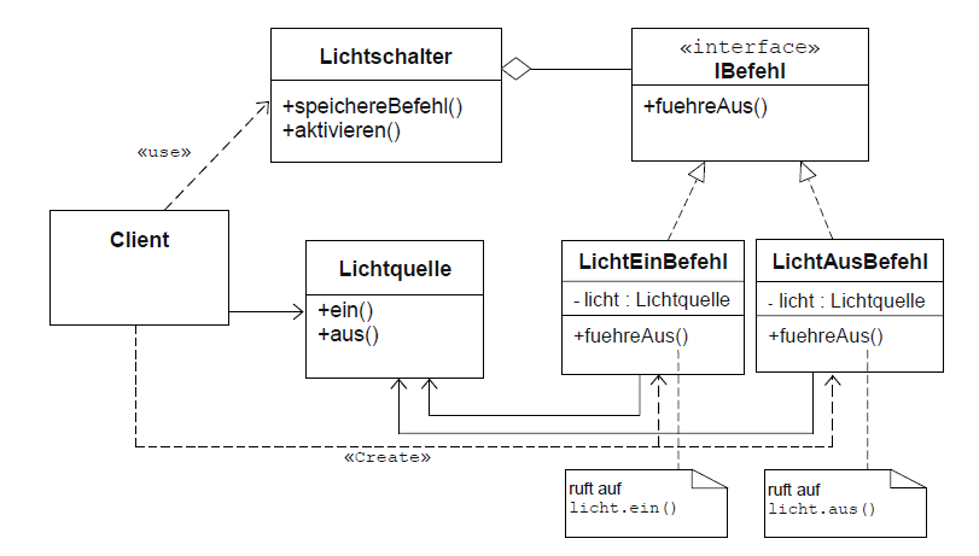 Lichtschalter
+speichereBefehl()
+aktivieren()
«interface»
IBefehl
+fuehreAus()
«use»
Client
Lichtquelle
+ein()
+aus()
LichtEinBefehl
- licht : Lichtquelle
+fuehreAus()
LichtAusBefehl
- licht : Lichtquelle
+fuehreAus()
«Create»
ruft auf
licht.ein()
ruft auf
licht.aus()